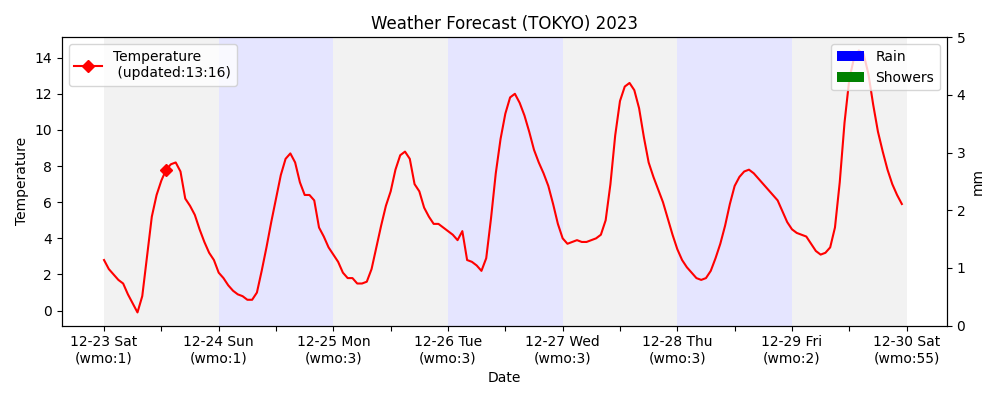 Weather Forecast (TOKYO) 2023
Temperature
(updated:13:16)
Rain
Showers
14
12
10
8
6
4
2
0
Temperature
5
4
3
2
1
0
mm
12-23 Sat
(wmo:1)
12-24 Sun
(wmo:1)
12-25 Mon
(wmo:3)
12-26 Tue
(wmo:3)
12-27 Wed
(wmo:3)
12-28 Thu
(wmo:3)
12-29 Fri
(wmo:2)
12-30 Sat
(wmo:55)
Date